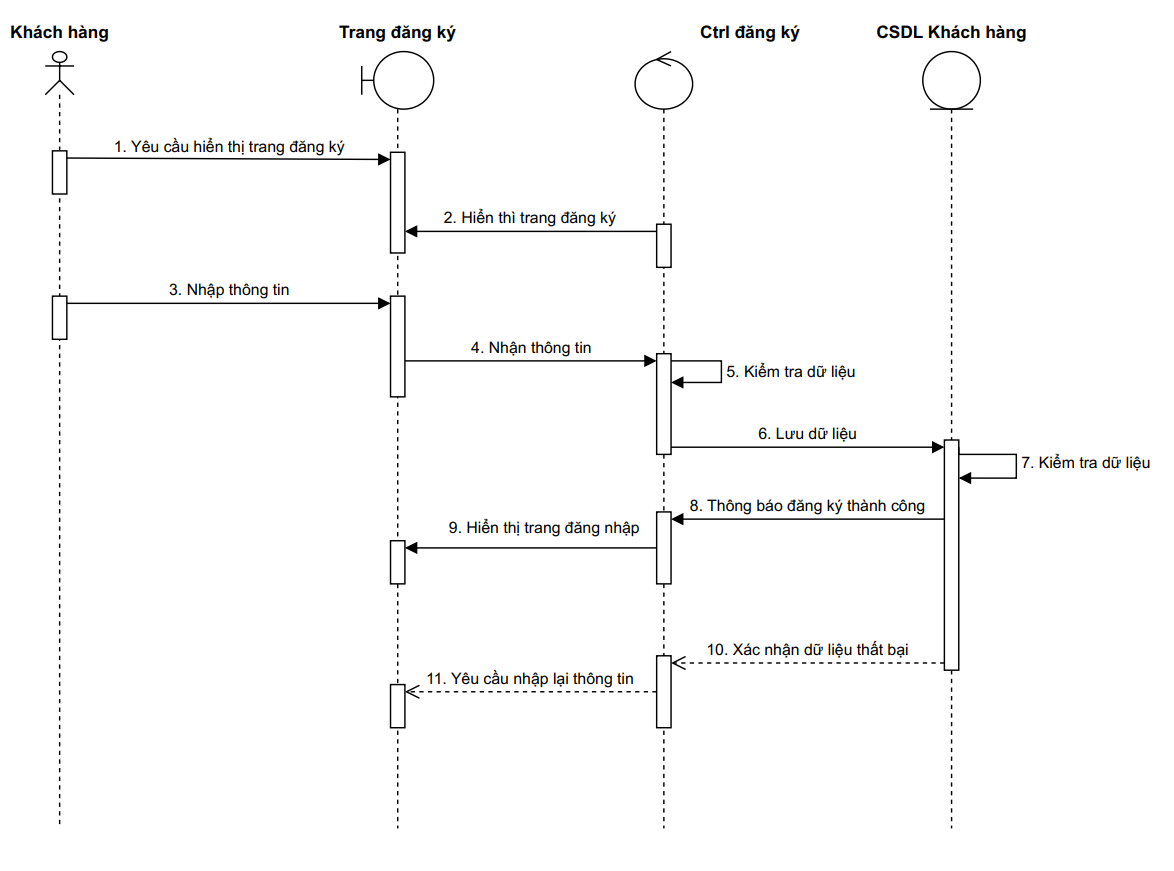 Khách hàng
Trang đăng ký
Ctrl đăng ký
CSDL Khách hàng
1. Yêu cầu hiển thị trang đăng ký
2. Hiển thì trang đăng ký
3. Nhập thông tin
4. Nhận thông tin
5. Kiểm tra dữ liệu
6. Lưu dữ liệu
7. Kiểm tra dữ liệu
8. Thông báo đăng ký thành công
9. Hiển thị trang đăng nhập
10. Xác nhận dữ liệu thất bại
11. Yêu cầu nhập lại thông tin